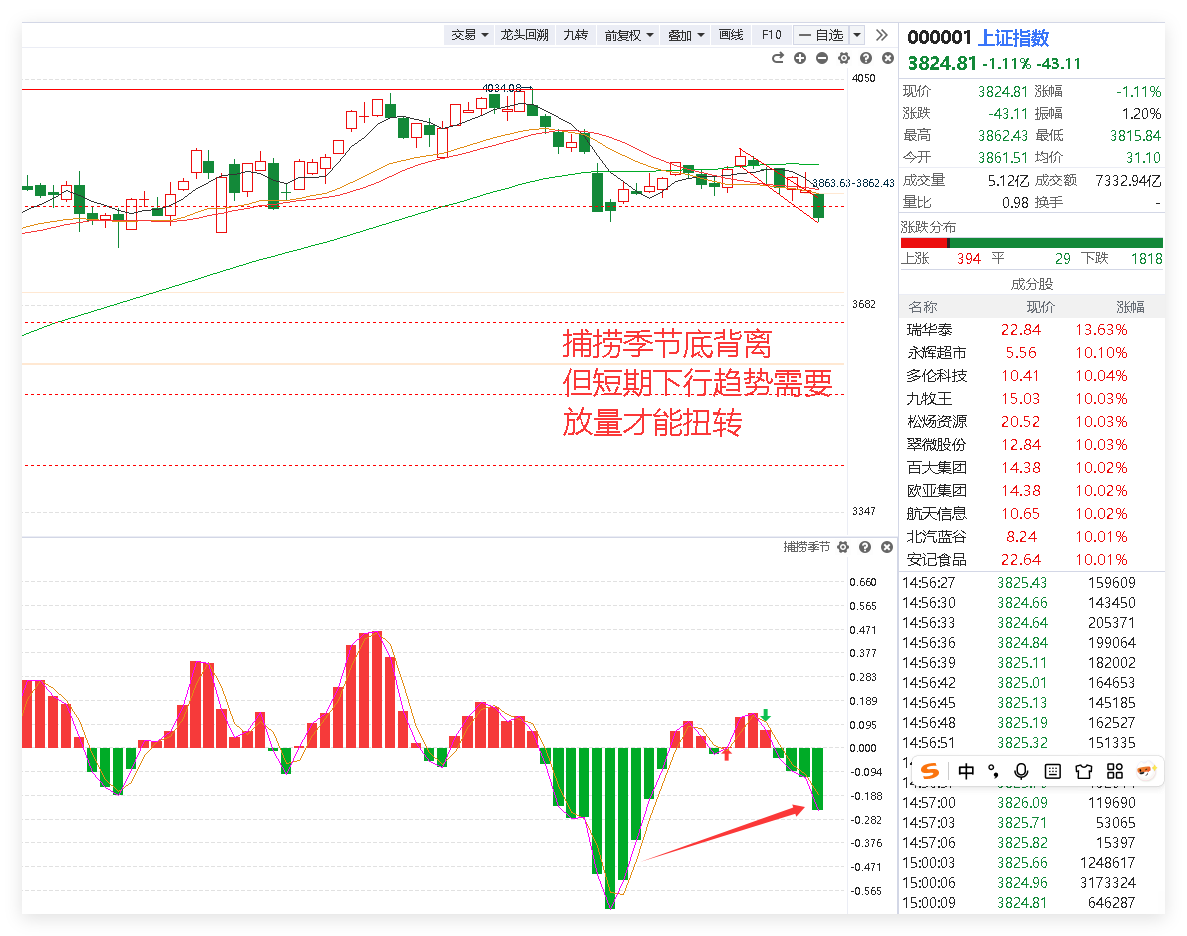 交易 龙头回溯 九转 前复权 叠加 画线 F10 一自选
000001 上证指数
3824.81 -1.11% -43.11
4050
4034.08
现价 3824.81 涨幅 -1.11%
涨跌 -43.11 振幅 1.20%
最高 3862.43 最低 3815.84
今开 3861.51 均价 31.10
3863.63-3862.43
成交量 5.12亿 成交额 7332.94亿
量比 0.98 换手 -
涨跌分布
上涨 394 平 29 下跌 1818
成分股
名称 现价 涨幅
3682
瑞华泰 22.84 13.63%
永辉超市 5.56 10.10%
多伦科技 10.41 10.04%
九牧王 15.03 10.03%
松炀资源 20.52 10.03%
翠微股份 12.84 10.03%
百大集团 14.38 10.02%
欧亚集团 14.38 10.02%
航天信息 10.65 10.02%
北汽蓝谷 8.24 10.01%
安记食品 22.64 10.01%
捕捞季节底背离
但短期下行趋势需要
放量才能扭转
3347
捕捞季节
0.660
0.565
0.471
0.377
0.283
0.189
0.095
0.000
-0.094
-0.188
-0.282
-0.376
-0.471
-0.565
14:56:27 3825.43 159609
14:56:30 3824.66 143450
14:56:33 3824.64 205371
14:56:36 3824.84 199064
14:56:39 3825.11 182002
14:56:42 3825.01 164653
14:56:45 3825.13 145185
14:56:48 3825.19 162527
14:56:51 3825.32 151335
中
14:57:00 3826.09 119690
14:57:03 3825.71 53065
14:57:06 3825.82 15397
15:00:03 3825.66 1248617
15:00:06 3824.96 3173324
15:00:09 3824.81 646287